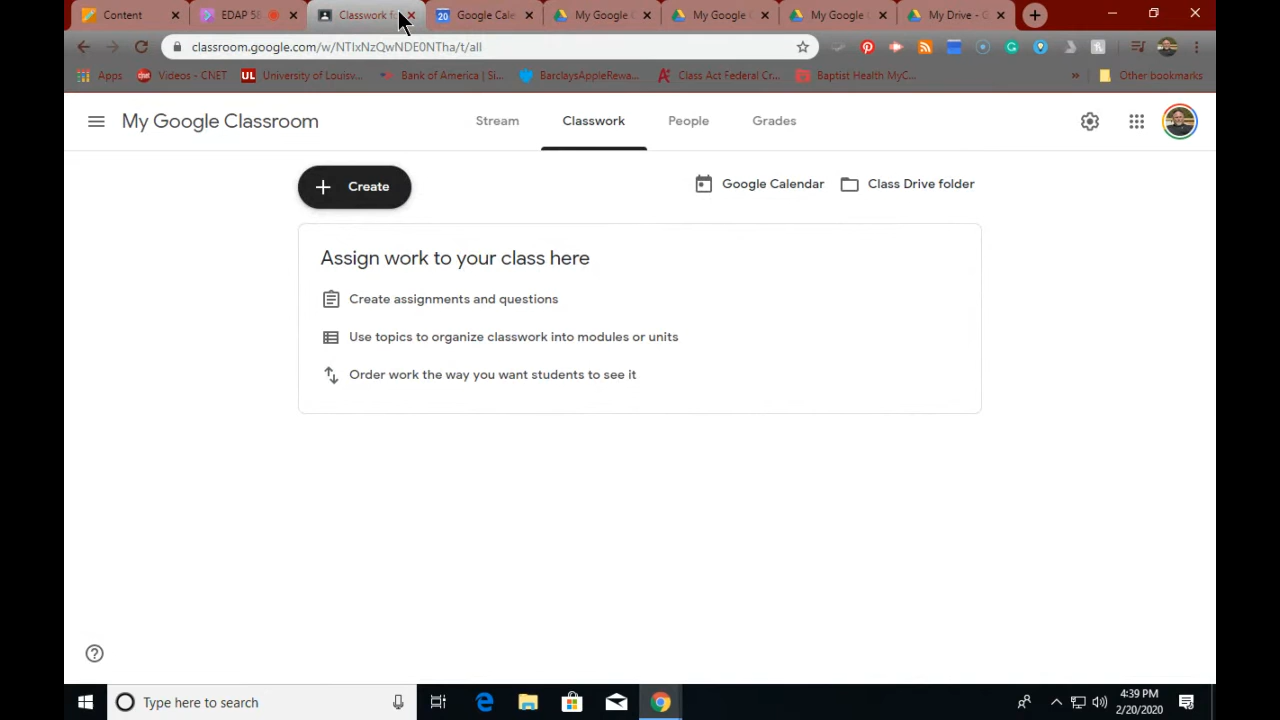 Content
EDAP 58
Classwork f
Google Cale
My Google C
My Google C
My Google
My Drive - G
classroom.google.com/w/NTIxNzQwNDE0NTha/t/all
Apps
Videos - CNET
UL University of Louisv...
Bank of America | Si...
BarclaysAppleRewa...
Class Act Federal Cr...
Baptist Health MyC...
»
Other bookmarks
My Google Classroom
Stream
Classwork
People
Grades
Create
Google Calendar
Class Drive folder
Assign work to your class here
Create assignments and questions
Use topics to organize classwork into modules or units
Order work the way you want students to see it
Type here to search
4:39 PM
2/20/2020